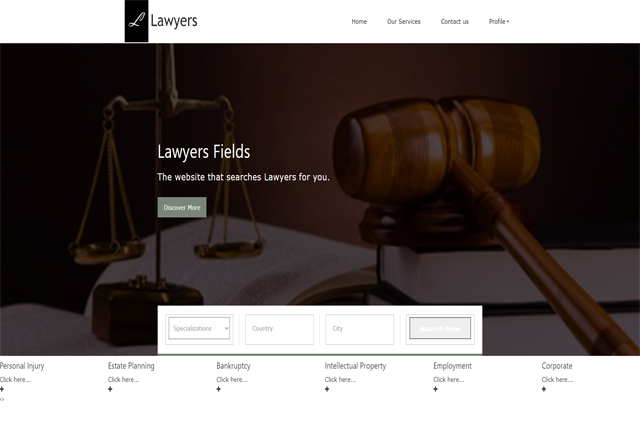 L Lawyers
Home Our Services Contact us Profile
Lawyers Fields
The website that searches Lawyers for you.
Discover More
Specializations Country City Search Now
Personal Injury Estate Planning Bankruptcy Intellectual Property Employment Corporate
Click here... Click here... Click here... Click here... Click here... Click here...
+ + + + + +
‹›